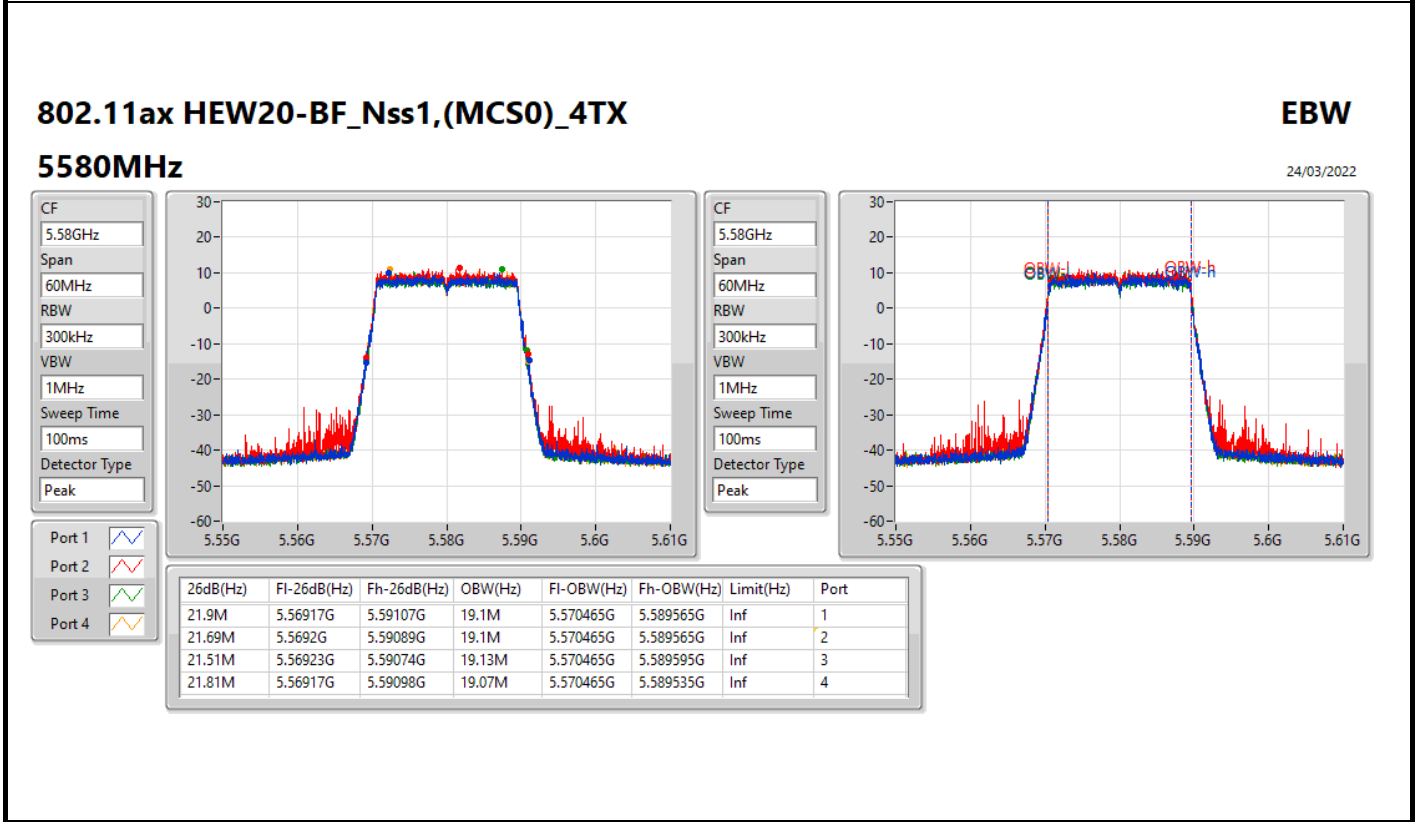 802.11ax HEW20-BF_Nss1,(MCS0)_4TX
EBW
5580MHz
24/03/2022
CF
5.58GHz
Span
60MHz
RBW
300kHz
VBW
1MHz
Sweep Time
100ms
Detector Type
Peak
30
20
10
0
-10
-20
-30
-40
-50
-60
5.55G 5.56G 5.57G 5.58G 5.59G 5.6G 5.61G
CF
5.58GHz
Span
60MHz
RBW
300kHz
VBW
1MHz
Sweep Time
100ms
Detector Type
Peak
30
20
10
0
-10
-20
-30
-40
-50
-60
OBW-h
5.55G 5.56G 5.57G 5.58G 5.59G 5.6G 5.61G
Port 1
Port 2
Port 3
Port 4
26dB(Hz) Fl-26dB(Hz) Fh-26dB(Hz) OBW(Hz) Fl-OBW(Hz) Fh-OBW(Hz) Limit(Hz) Port
21.9M 5.56917G 5.59107G 19.1M 5.570465G 5.589565G Inf 1
21.69M 5.5692G 5.59089G 19.1M 5.570465G 5.589565G Inf 2
21.51M 5.56923G 5.59074G 19.13M 5.570465G 5.589595G Inf 3
21.81M 5.56917G 5.59098G 19.07M 5.570465G 5.589535G Inf 4